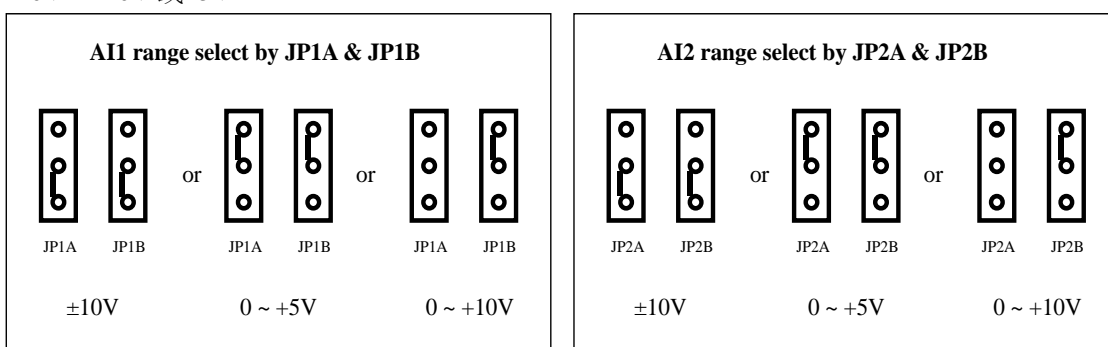 AI1 range select by JP1A & JP1B
or
or
JP1A JP1B JP1A JP1B JP1A JP1B
±10V 0 ~ +5V 0 ~ +10V
AI2 range select by JP2A & JP2B
or
or
JP2A JP2B JP2A JP2B JP2A JP2B
±10V 0 ~ +5V 0 ~ +10V